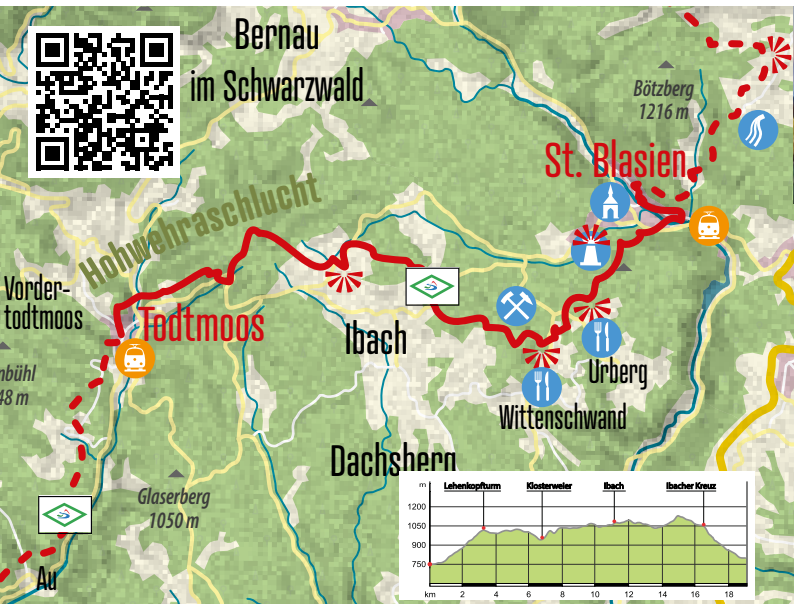 Bernau
im Schwarzwald
Bötzberg
1216 m
St. Blasien
Hohwehraschlucht
Vorder-
todtmoos
Todtmoos
Ibach
Urberg
Wittenschwand
Dachsberg
Glaserberg
1050 m
Au
m
Lehenkopfturm
Klosterweiler
Ibach
Ibacher Kreuz
1200
1050
900
750
km
2
4
6
8
10
12
14
16
18